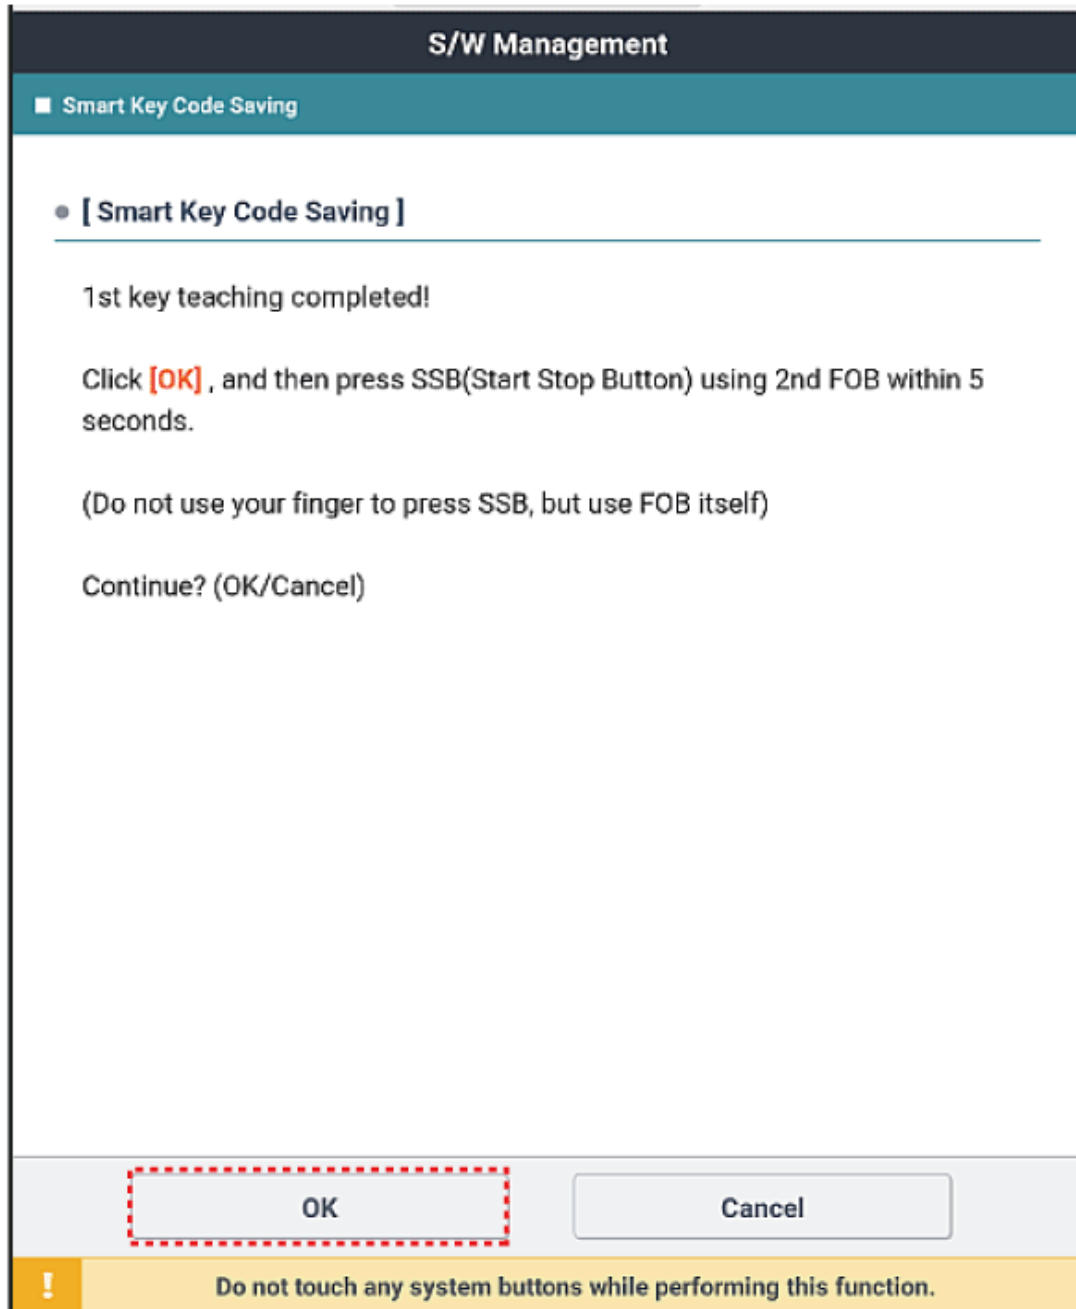 S/W Management
Smart Key Code Saving
[ Smart Key Code Saving ]
1st key teaching completed!
Click [OK] , and then press SSB(Start Stop Button) using 2nd FOB within 5
seconds.
(Do not use your finger to press SSB, but use FOB itself)
Continue? (OK/Cancel)
OK
Cancel
!
Do not touch any system buttons while performing this function.